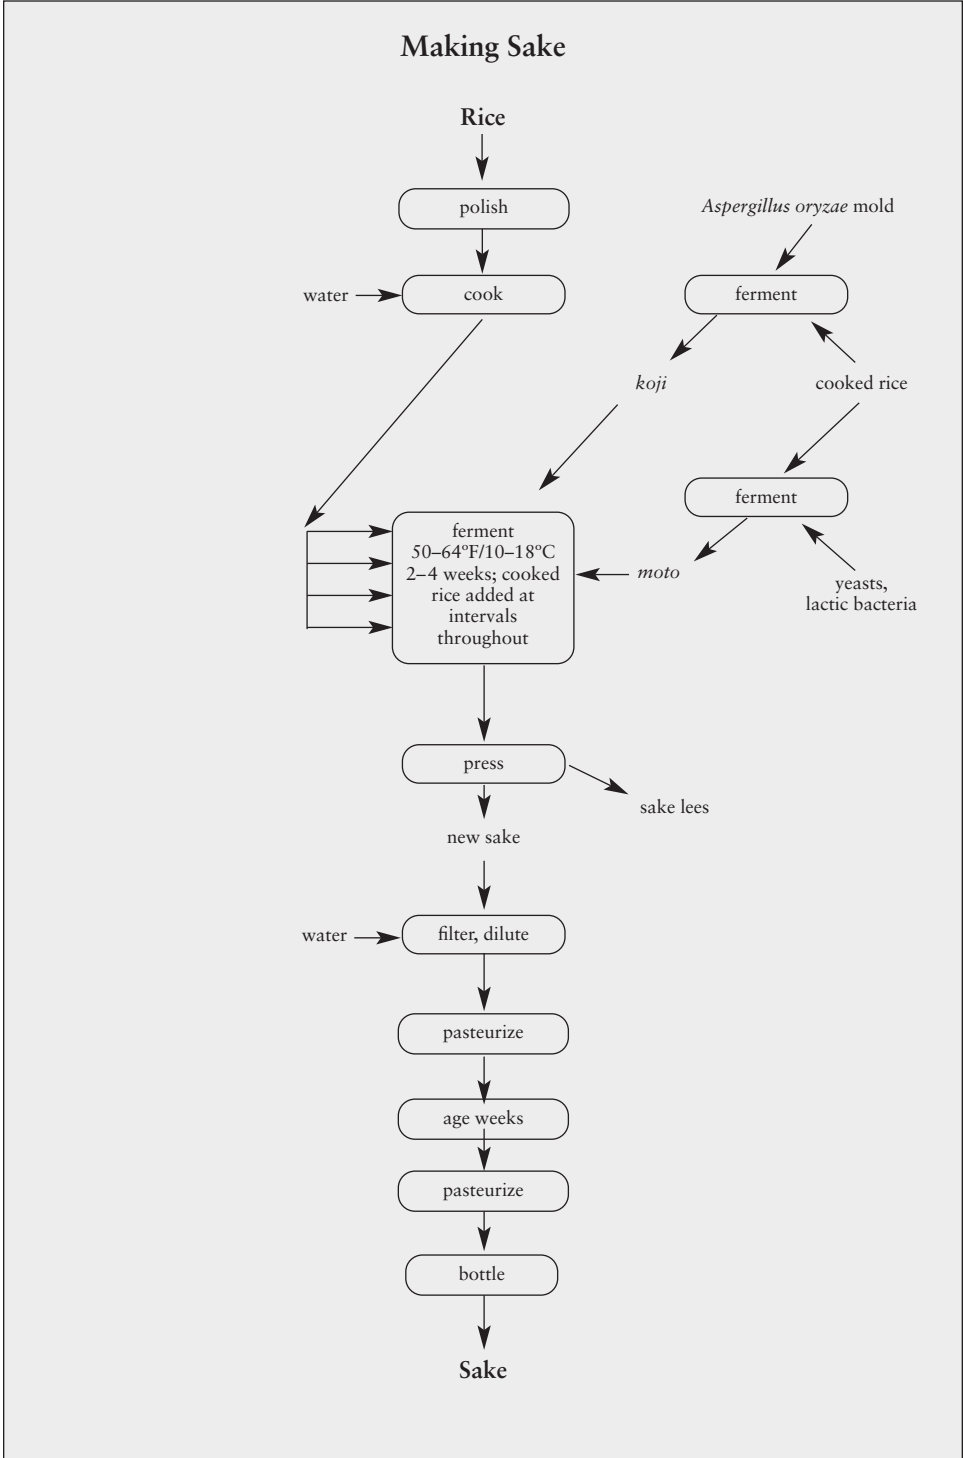 Making Sake
Rice
polish
Aspergillus oryzae mold
water
cook
ferment
koji
cooked rice
ferment
ferment
50–64ºF/10–18ºC
2–4 weeks; cooked
rice added at
intervals
throughout
moto
yeasts,
lactic bacteria
press
sake lees
new sake
water
filter, dilute
pasteurize
age weeks
pasteurize
bottle
Sake